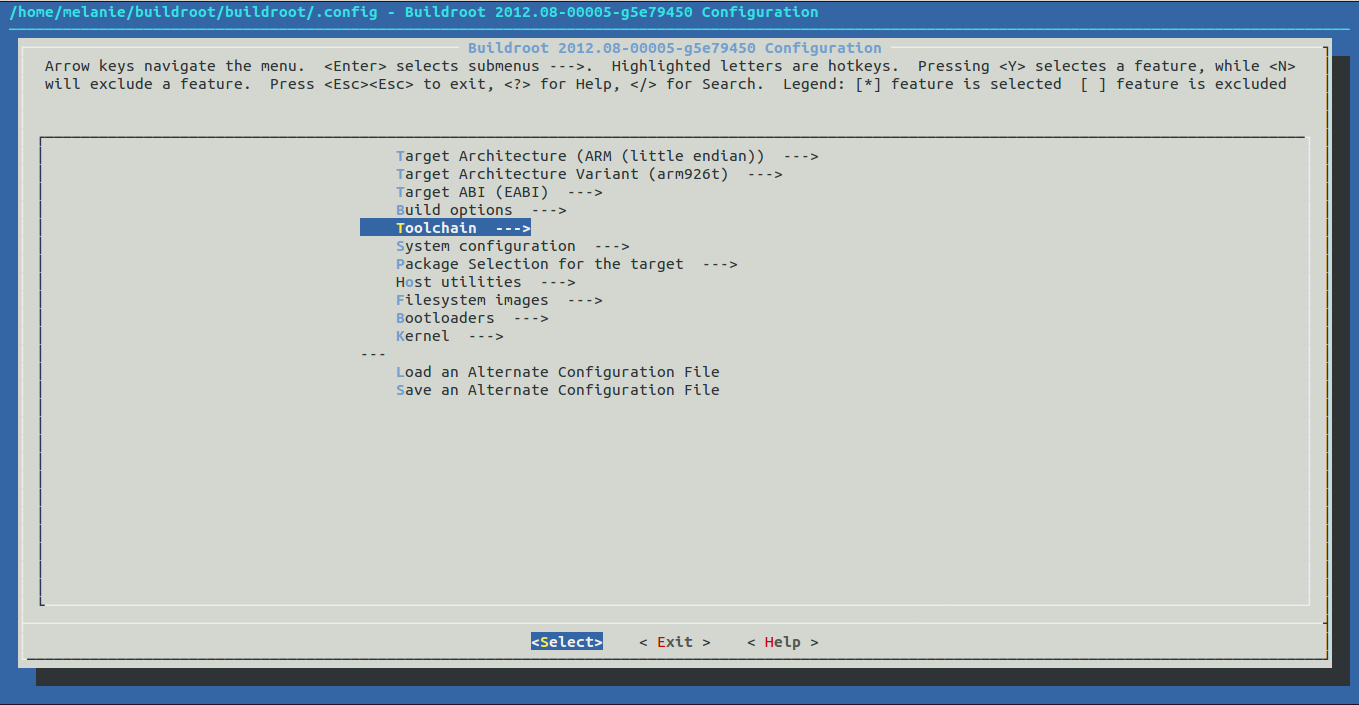 /home/melanie/buildroot/buildroot/.config - Buildroot 2012.08-00005-g5e79450 Configuration
Buildroot 2012.08-00005-g5e79450 Configuration
Arrow keys navigate the menu.  <Enter> selects submenus --->.  Highlighted letters are hotkeys.  Pressing <Y> selectes a feature, while <N>
will exclude a feature.  Press <Esc><Esc> to exit, <?> for Help, </> for Search.  Legend: [*] feature is selected  [ ] feature is excluded
Target Architecture (ARM (little endian))  --->
Target Architecture Variant (arm926t)  --->
Target ABI (EABI)  --->
Build options  --->
Toolchain  --->
System configuration  --->
Package Selection for the target  --->
Host utilities  --->
Filesystem images  --->
Bootloaders  --->
Kernel  --->
---
Load an Alternate Configuration File
Save an Alternate Configuration File
<Select>    < Exit >    < Help >